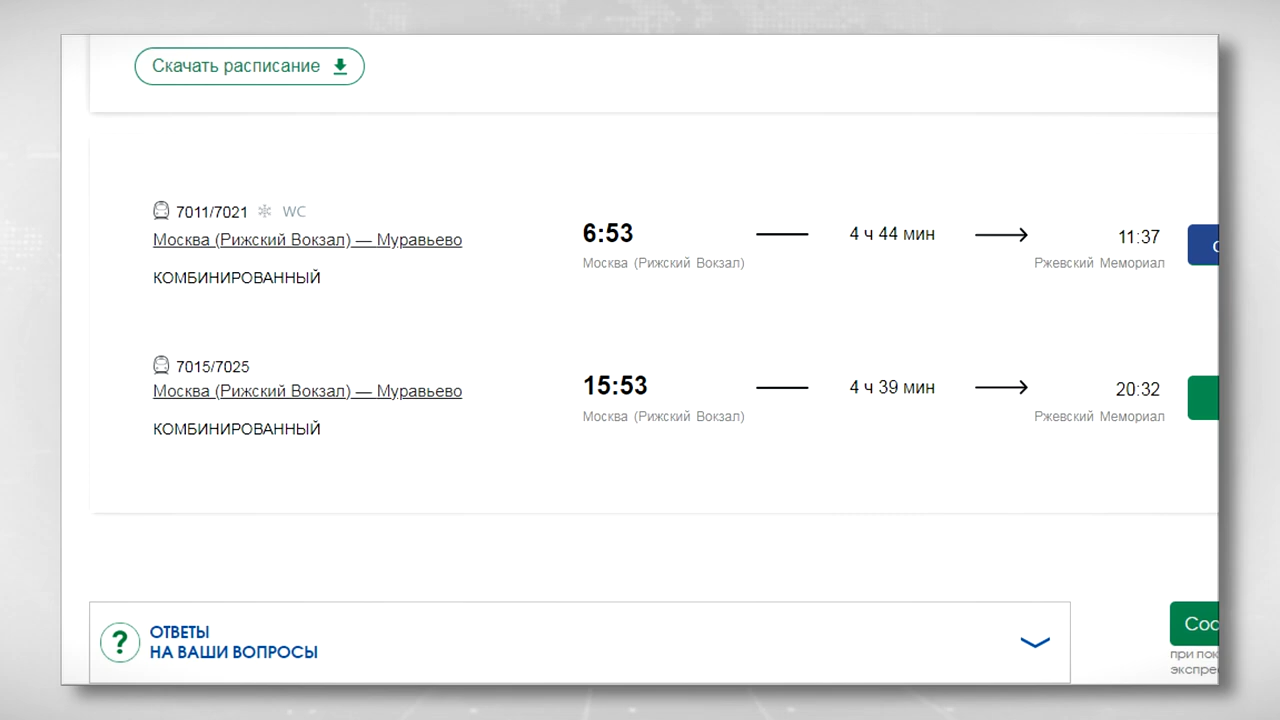 Скачать расписание
7011/7021 WC
Москва (Рижский Вокзал) — Муравьево
КОМБИНИРОВАННЫЙ
6:53
Москва (Рижский Вокзал)
4 ч 44 мин
11:37
Ржевский Мемориал
7015/7025
Москва (Рижский Вокзал) — Муравьево
КОМБИНИРОВАННЫЙ
15:53
Москва (Рижский Вокзал)
4 ч 39 мин
20:32
Ржевский Мемориал
?
ОТВЕТЫ
НА ВАШИ ВОПРОСЫ
при